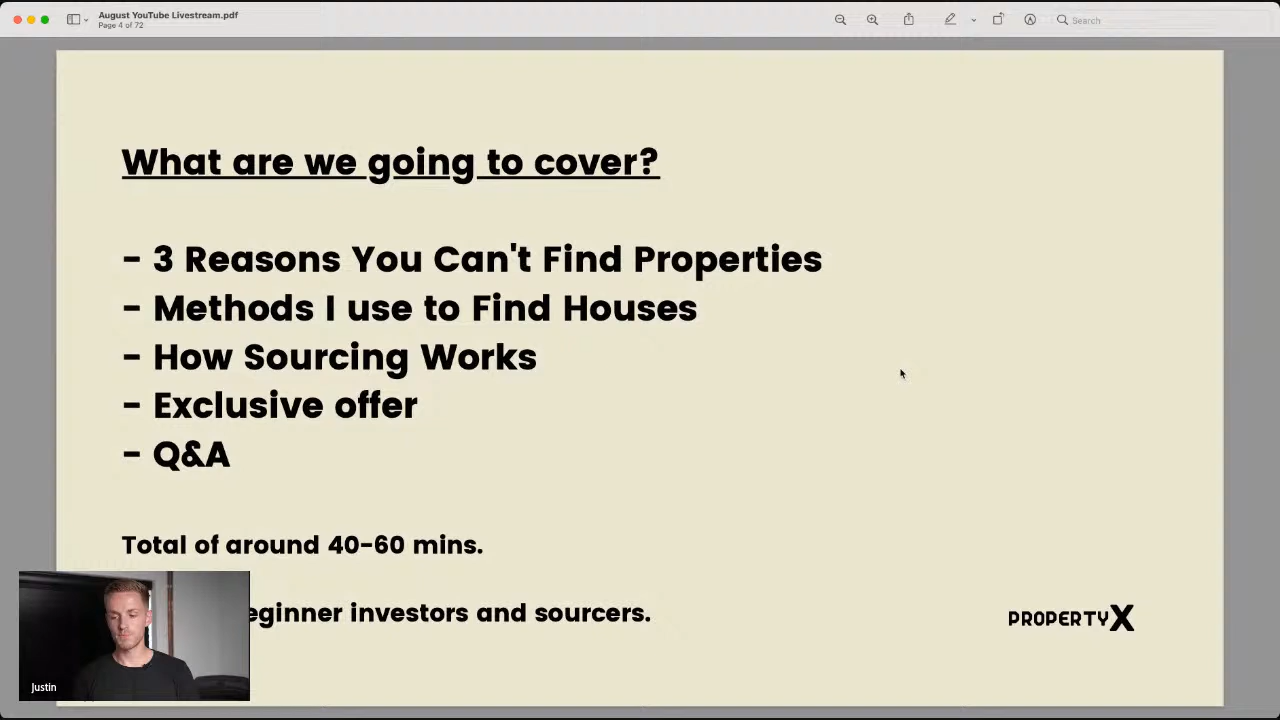 August YouTube Livestream.pdf
Page 4 of 72
Search
What are we going to cover?
- 3 Reasons You Can't Find Properties
- Methods I use to Find Houses
- How Sourcing Works
- Exclusive offer
- Q&A
Total of around 40-60 mins.
eginner investors and sourcers.
PROPERTYX
Justin